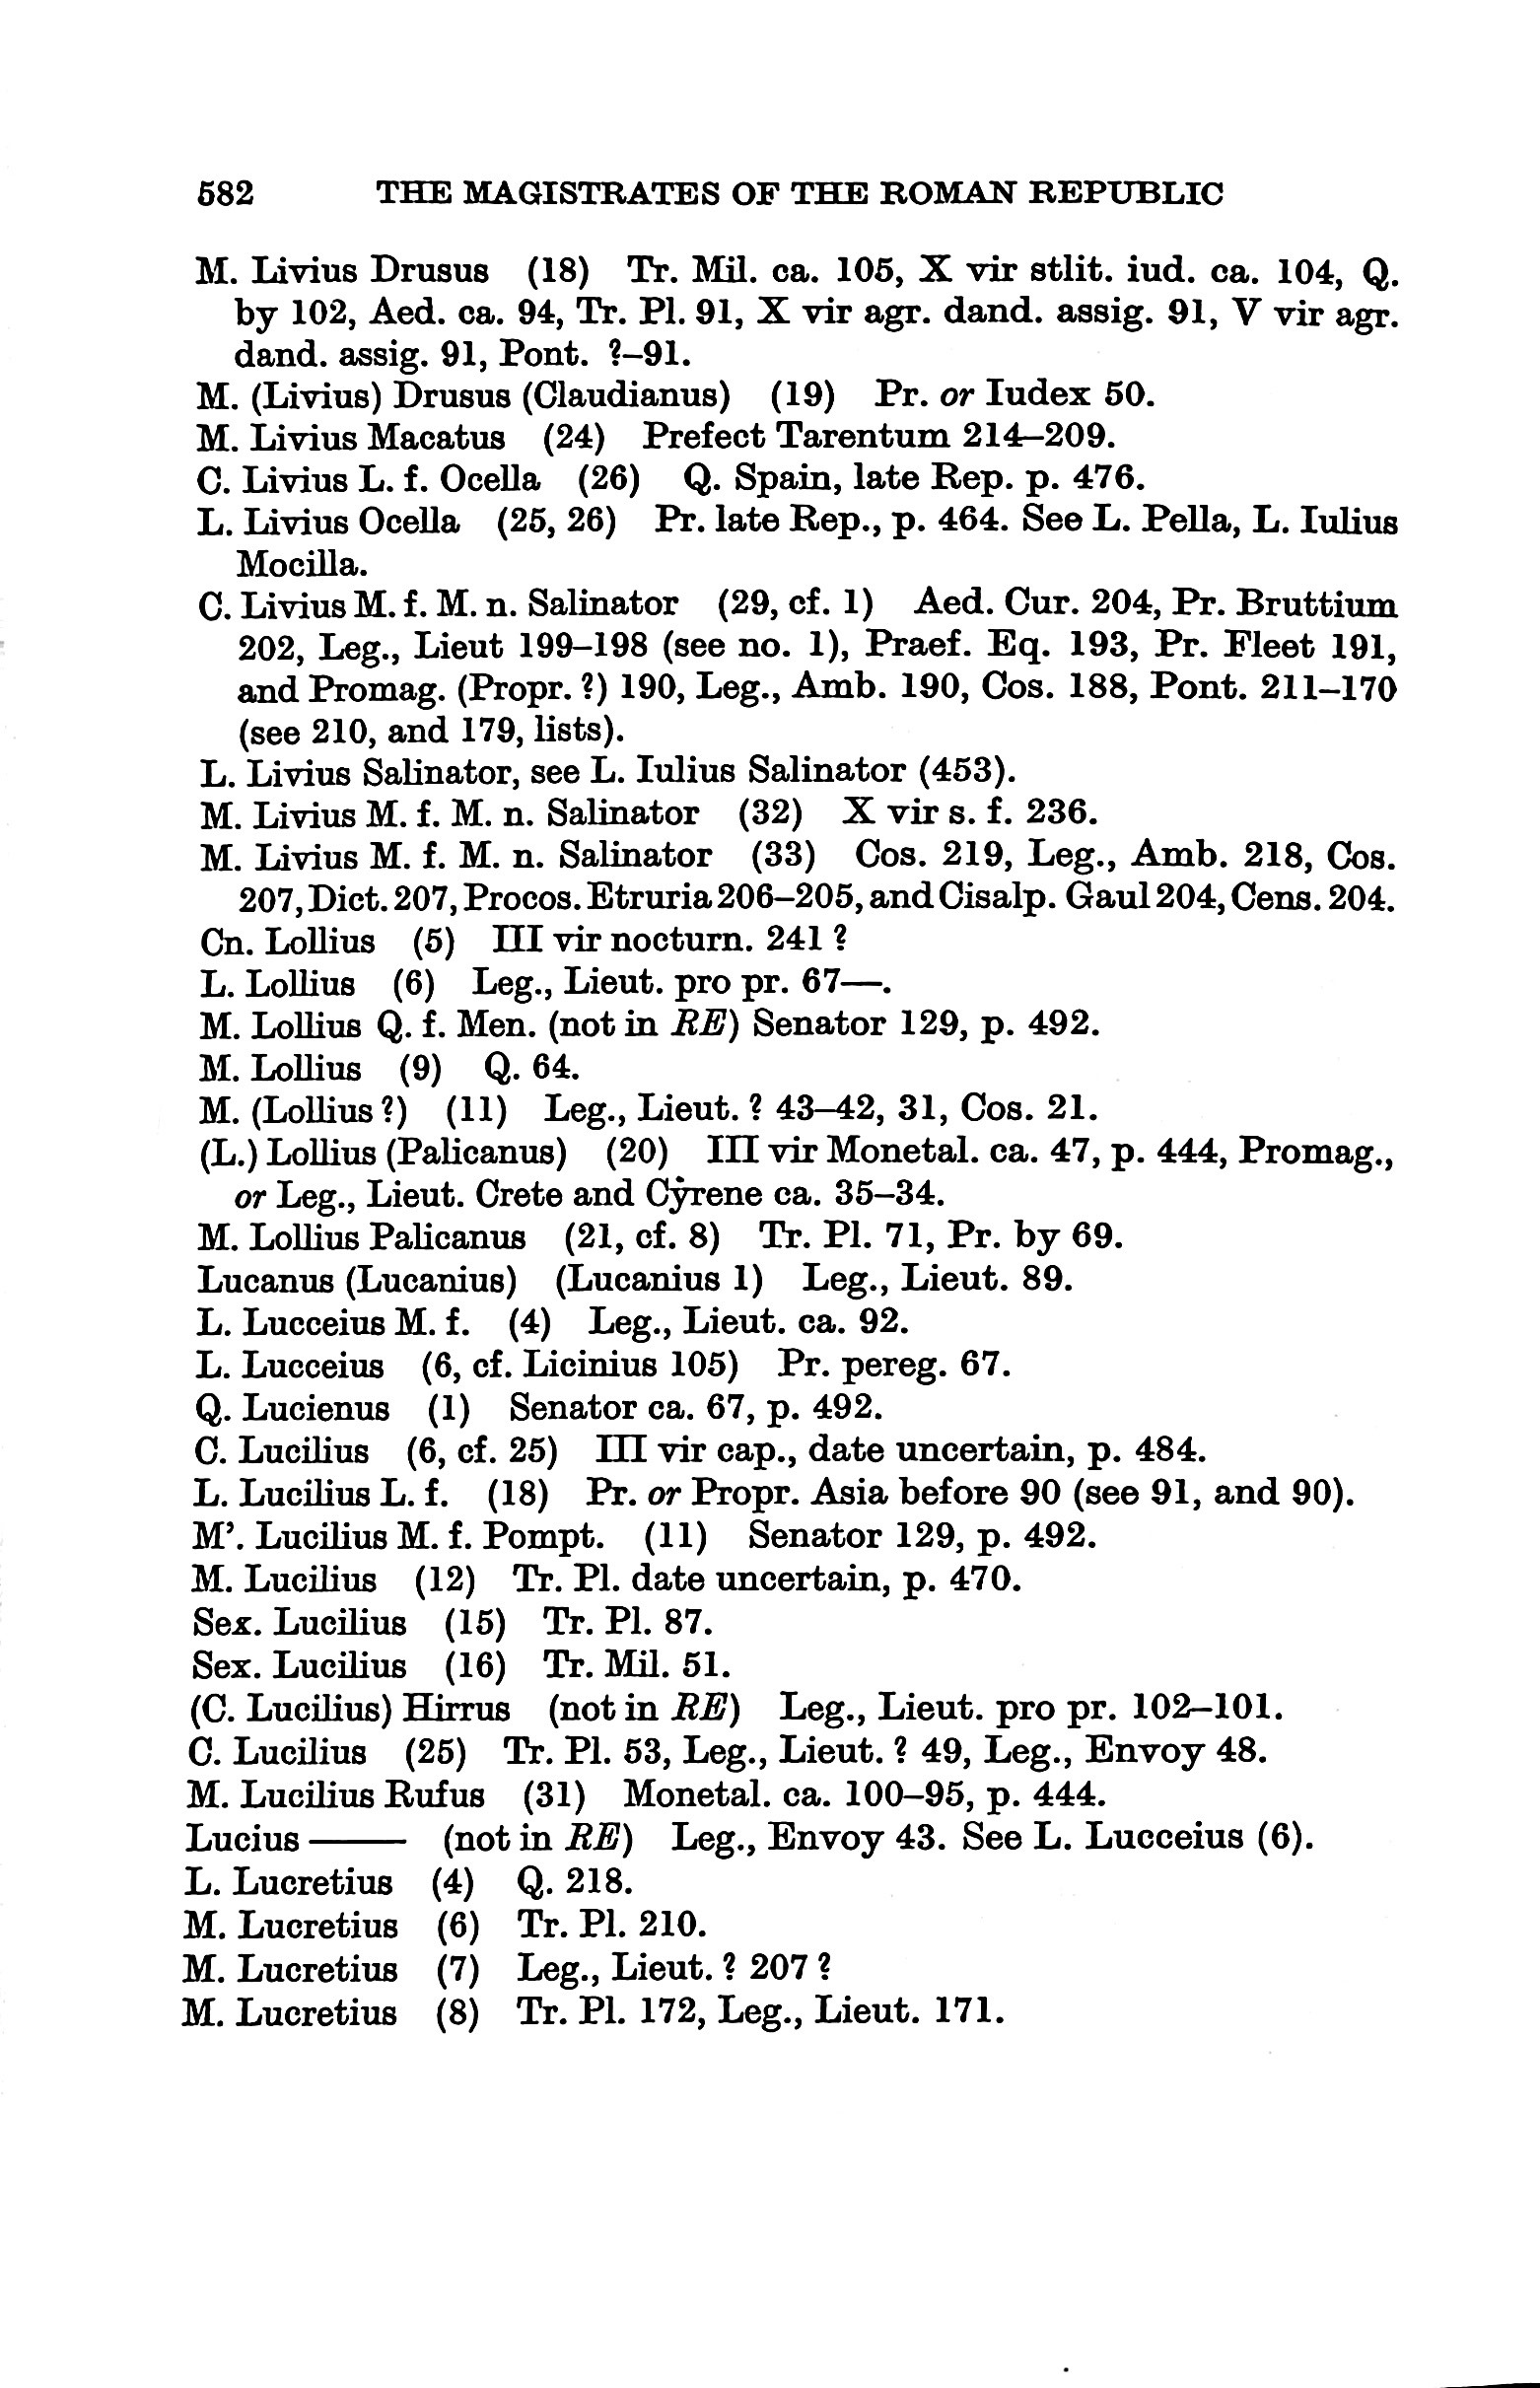 582 THE MAGISTRATES OF THE ROMAN REPUBLIC
M. Livius Drusus (18) Tr. Mil. ca. 105, X vir stlit. iud. ca. 104, Q.
by 102, Aed. ca. 94, Tr. Pl. 91, X vir agr. dand. assig. 91, V vir agr.
dand. assig. 91, Pont. ?–91.
M. (Livius) Drusus (Claudianus) (19) Pr. or Iudex 50.
M. Livius Macatus (24) Prefect Tarentum 214–209.
C. Livius L. f. Ocella (26) Q. Spain, late Rep. p. 476.
L. Livius Ocella (25, 26) Pr. late Rep., p. 464. See L. Pella, L. Iulius
Mocilla.
C. Livius M. f. M. n. Salinator (29, cf. 1) Aed. Cur. 204, Pr. Bruttium
202, Leg., Lieut 199–198 (see no. 1), Praef. Eq. 193, Pr. Fleet 191,
and Promag. (Propr. ?) 190, Leg., Amb. 190, Cos. 188, Pont. 211–170
(see 210, and 179, lists).
L. Livius Salinator, see L. Iulius Salinator (453).
M. Livius M. f. M. n. Salinator (32) X vir s. f. 236.
M. Livius M. f. M. n. Salinator (33) Cos. 219, Leg., Amb. 218, Cos.
207, Dict. 207, Procos. Etruria 206–205, and Cisalp. Gaul 204, Cens. 204.
Cn. Lollius (5) III vir nocturn. 241 ?
L. Lollius (6) Leg., Lieut. pro pr. 67—.
M. Lollius Q. f. Men. (not in RE) Senator 129, p. 492.
M. Lollius (9) Q. 64.
M. (Lollius ?) (11) Leg., Lieut. ? 43–42, 31, Cos. 21.
(L.) Lollius (Palicanus) (20) III vir Monetal. ca. 47, p. 444, Promag.,
or Leg., Lieut. Crete and Cyrene ca. 35–34.
M. Lollius Palicanus (21, cf. 8) Tr. Pl. 71, Pr. by 69.
Lucanus (Lucanius) (Lucanius 1) Leg., Lieut. 89.
L. Lucceius M. f. (4) Leg., Lieut. ca. 92.
L. Lucceius (6, cf. Licinius 105) Pr. pereg. 67.
Q. Lucienus (1) Senator ca. 67, p. 492.
C. Lucilius (6, cf. 25) III vir cap., date uncertain, p. 484.
L. Lucilius L. f. (18) Pr. or Propr. Asia before 90 (see 91, and 90).
M’. Lucilius M. f. Pompt. (11) Senator 129, p. 492.
M. Lucilius (12) Tr. Pl. date uncertain, p. 470.
Sex. Lucilius (15) Tr. Pl. 87.
Sex. Lucilius (16) Tr. Mil. 51.
(C. Lucilius) Hirrus (not in RE) Leg., Lieut. pro pr. 102–101.
C. Lucilius (25) Tr. Pl. 53, Leg., Lieut. ? 49, Leg., Envoy 48.
M. Lucilius Rufus (31) Monetal. ca. 100–95, p. 444.
Lucius —— (not in RE) Leg., Envoy 43. See L. Lucceius (6).
L. Lucretius (4) Q. 218.
M. Lucretius (6) Tr. Pl. 210.
M. Lucretius (7) Leg., Lieut. ? 207 ?
M. Lucretius (8) Tr. Pl. 172, Leg., Lieut. 171.